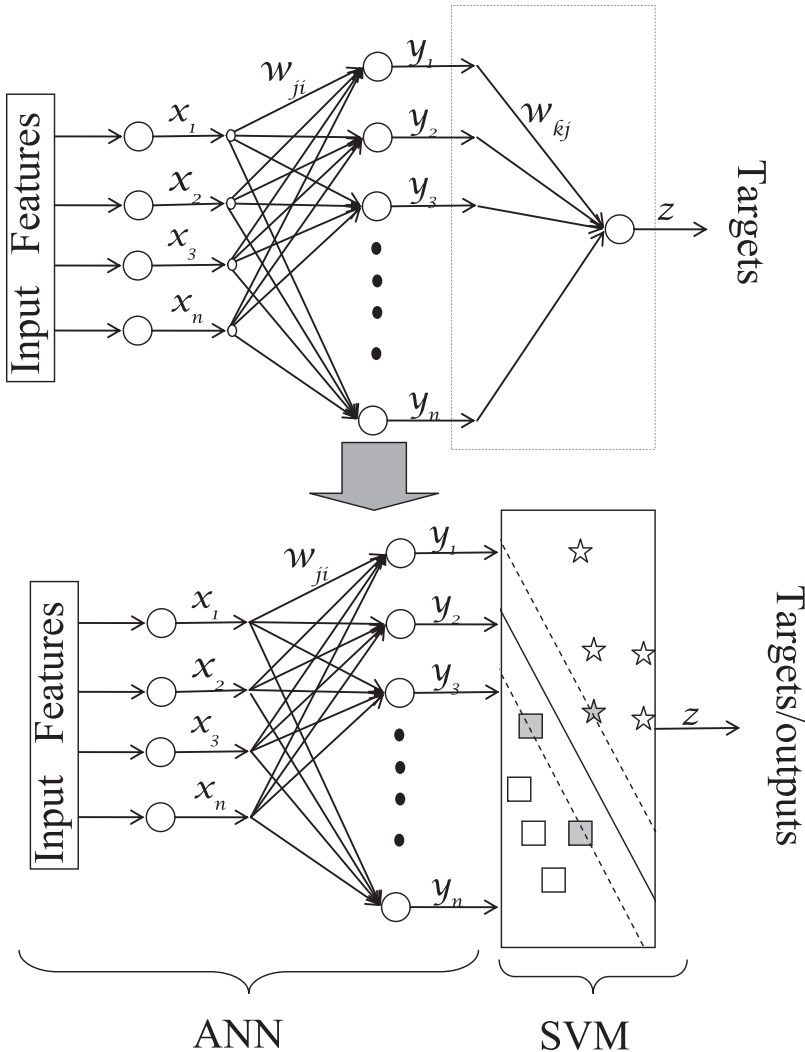 Input Features
x₁
x₂
x₃
xₙ
wⱼᵢ
y₁
y₂
y₃
yₙ
wₖⱼ
z
Targets
Input Features
x₁
x₂
x₃
xₙ
wⱼᵢ
y₁
y₂
y₃
yₙ
z
Targets/outputs
ANN
SVM